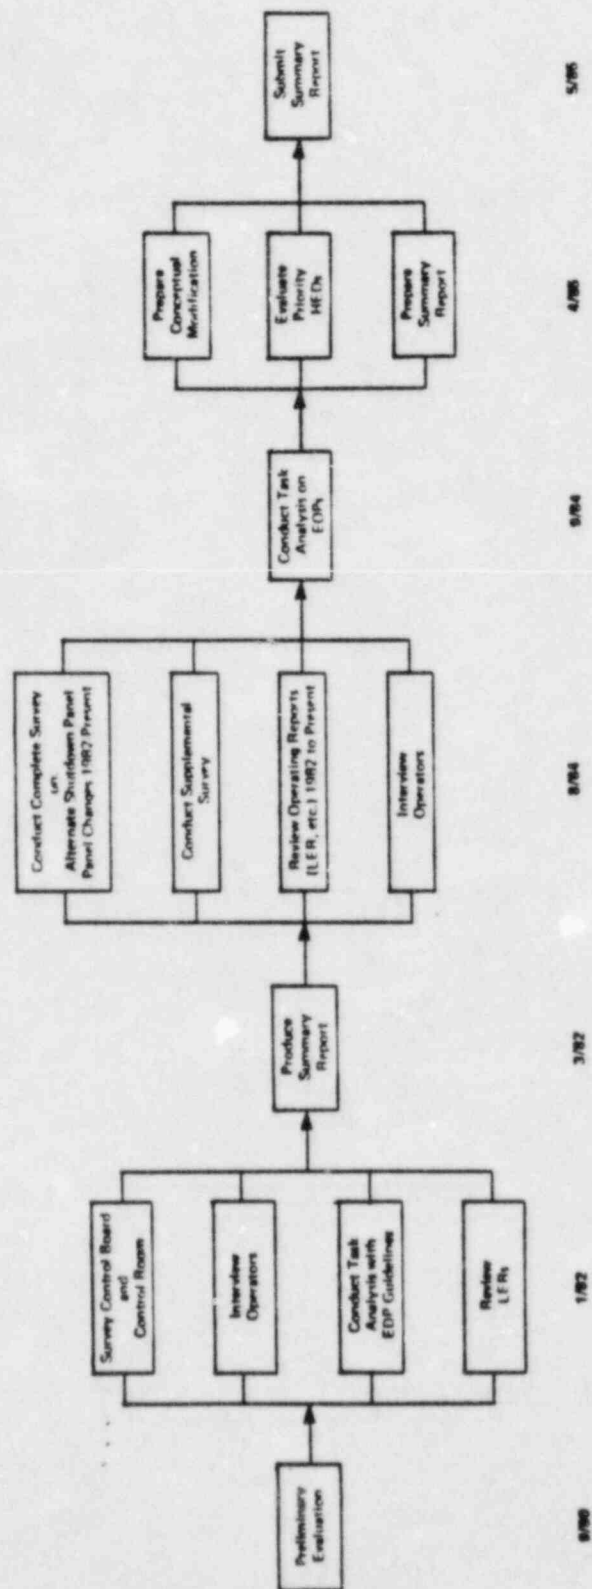 Preliminary
Evaluation
Survey Control Board
and
Control Room
Interview
Operators
Conduct Task
Analysis with
EOP Guidelines
Review
LERs
Produce
Summary
Report
Conduct Complete Survey
on
Alternate Shutdown Panel
Panel Changes 1982 Present
Conduct Supplemental
Survey
Review Operating Reports
(LER, etc.) 1982 to Present
Interview
Operators
Conduct Task
Analysis on
EOPs
Prepare
Conceptual
Modification
Evaluate
Priority
HEDs
Prepare
Summary
Report
Submit
Summary
Report
1/82
3/82
8/84
9/84
4/85
5/85